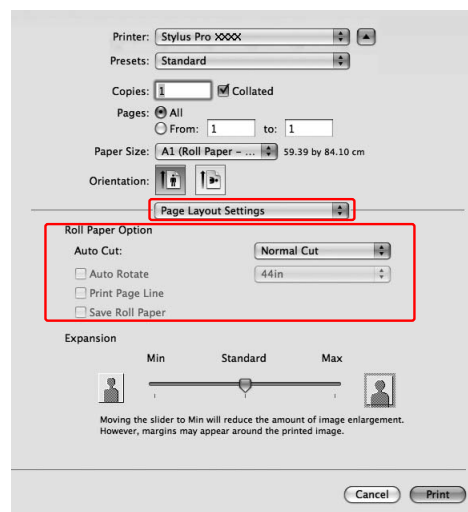 Printer: Stylus Pro XXXX
Presets: Standard
Copies: 1 Collated
Pages: All
From: 1 to: 1
Paper Size: A1 (Roll Paper – ... 59.39 by 84.10 cm
Orientation:
Page Layout Settings
Roll Paper Option
Auto Cut: Normal Cut
Auto Rotate 44in
Print Page Line
Save Roll Paper
Expansion
Min Standard Max
Moving the slider to Min will reduce the amount of image enlargement.
However, margins may appear around the printed image.
Cancel Print